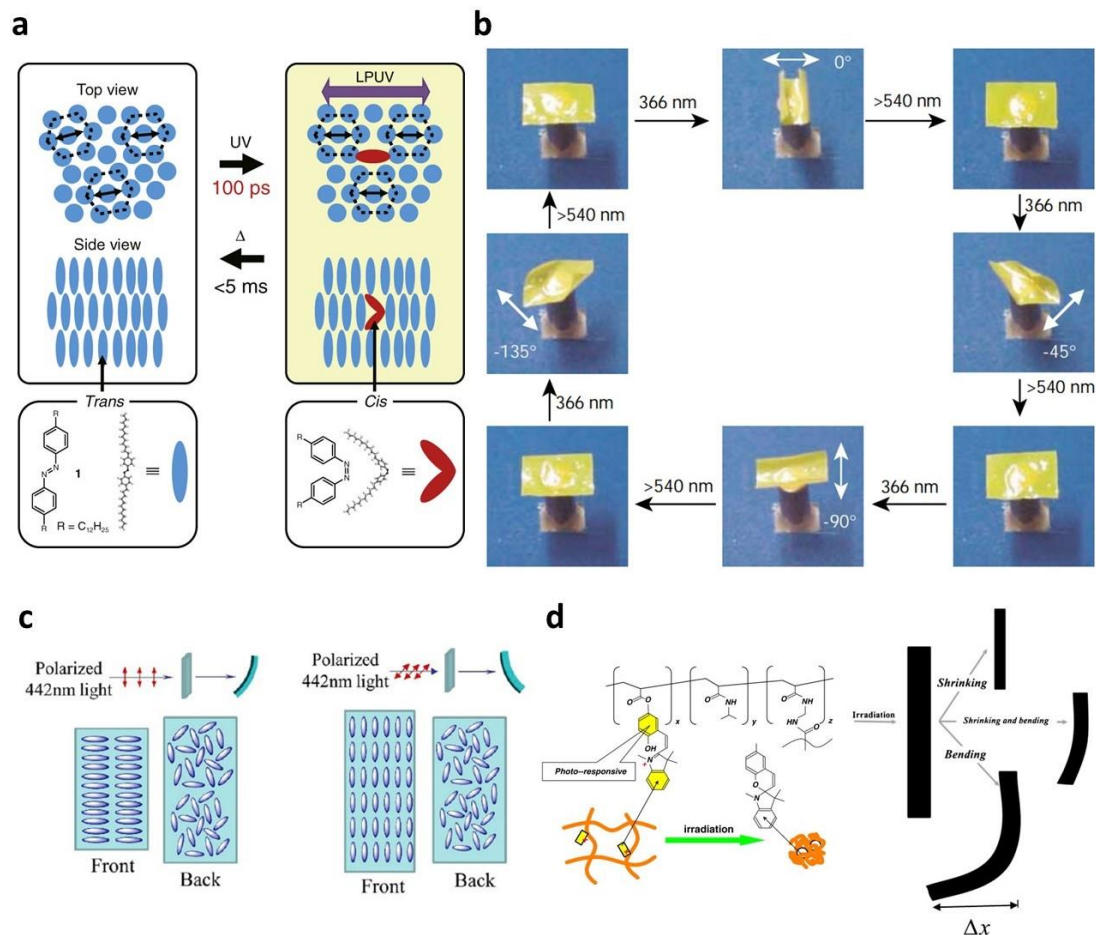 a
Top view
Side view
UV
100 ps
Δ
<5 ms
LPUV
Trans
R
N
N
1
R
R = C₁₂H₂₅
≡
Cis
R
N
N
R
≡
b
366 nm
0°
>540 nm
366 nm
-45°
>540 nm
366 nm
-90°
>540 nm
366 nm
-135°
>540 nm
c
Polarized
442nm light
Front
Back
Polarized
442nm light
Front
Back
d
x
y
z
O
O
O
NH
O
NH
HN
O
OH
N
+
Photo-responsive
irradiation
O
N
Irradiation
Shrinking
Shrinking and bending
Bending
Δx